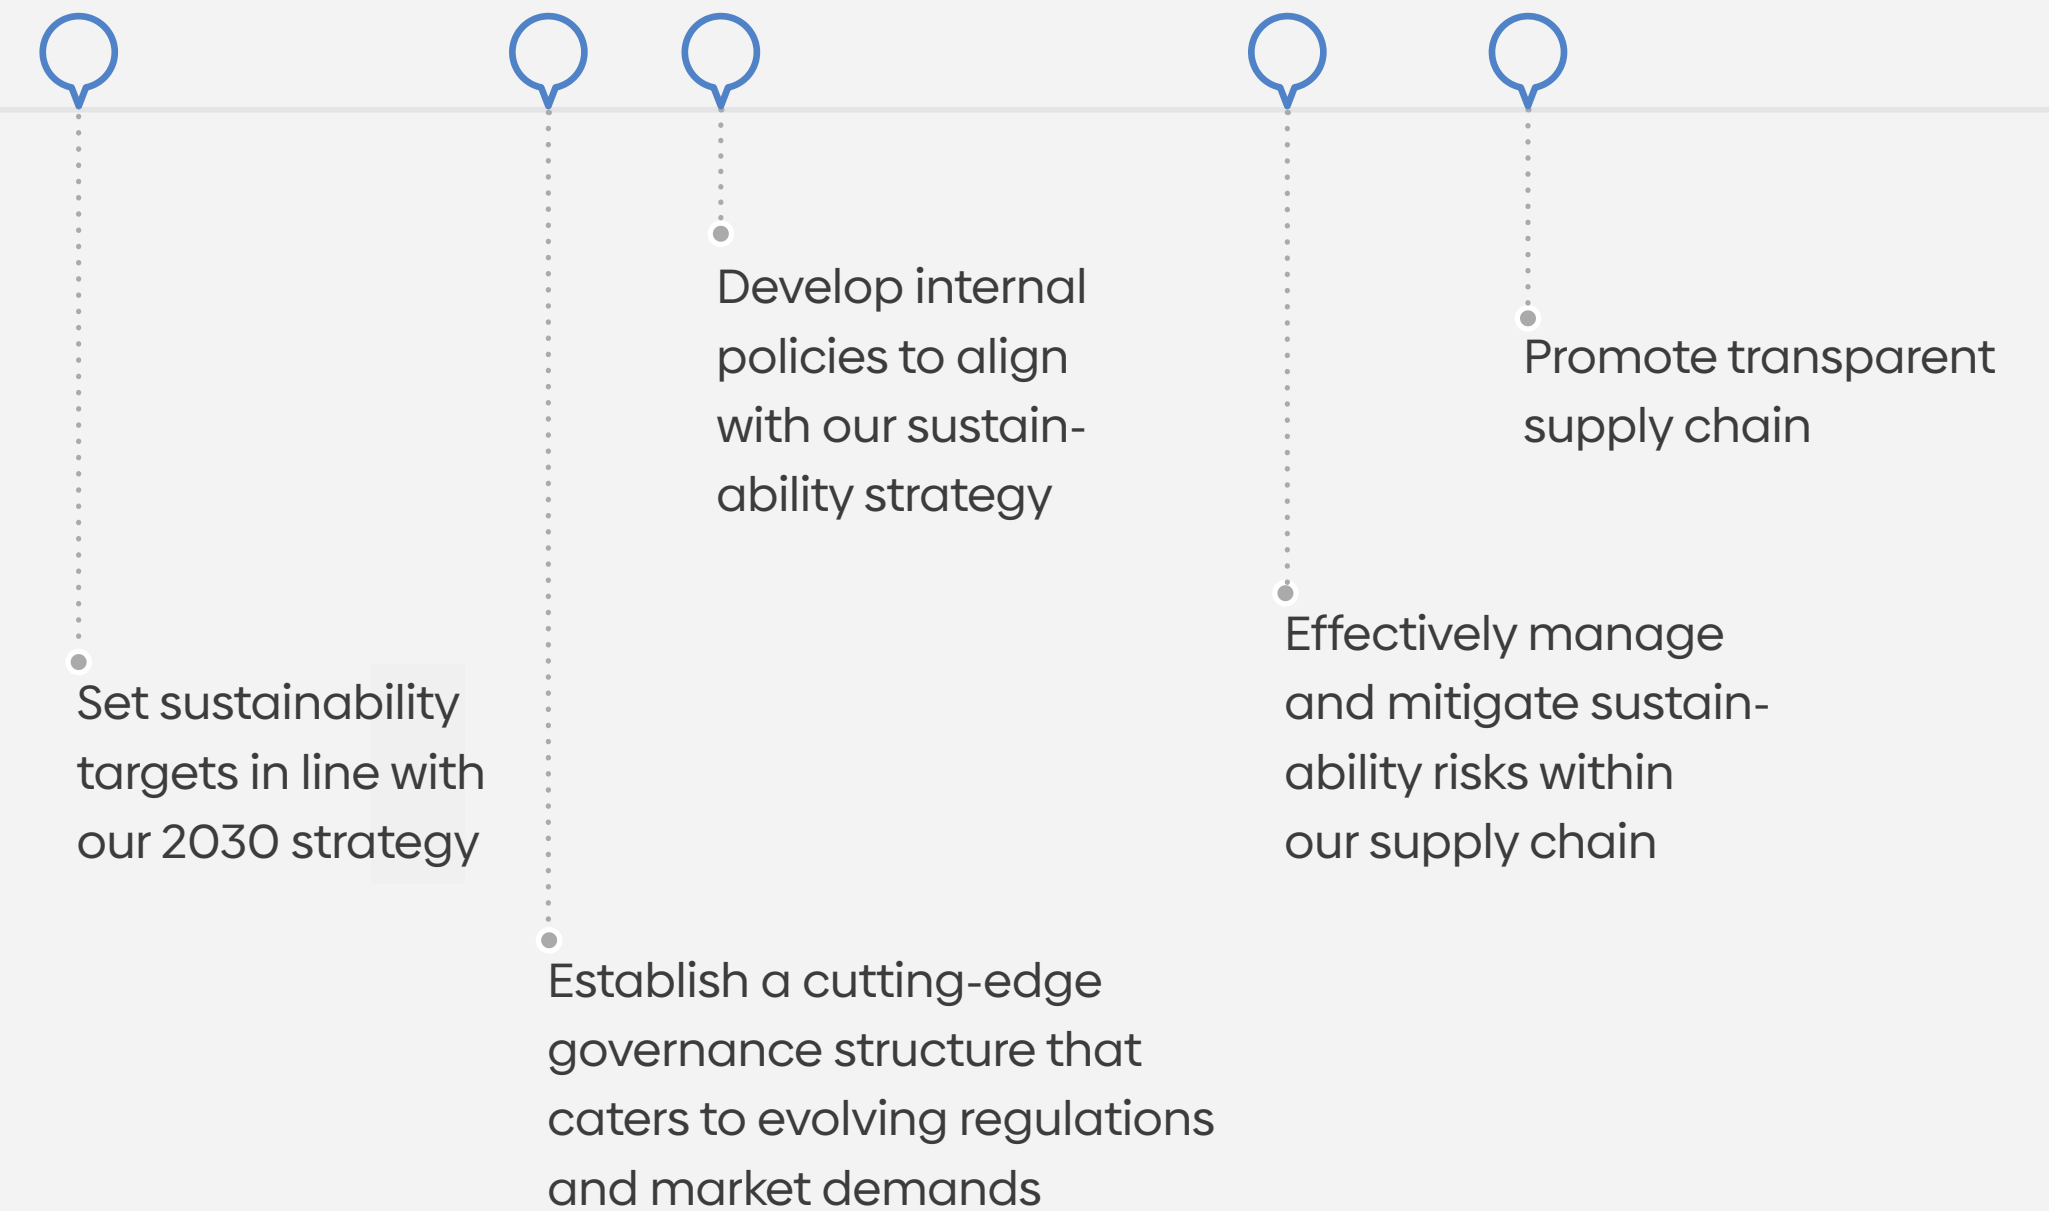 Set sustainability
targets in line with
our 2030 strategy
Establish a cutting-edge
governance structure that
caters to evolving regulations
and market demands
Develop internal
policies to align
with our sustain-
ability strategy
Effectively manage
and mitigate sustain-
ability risks within
our supply chain
Promote transparent
supply chain